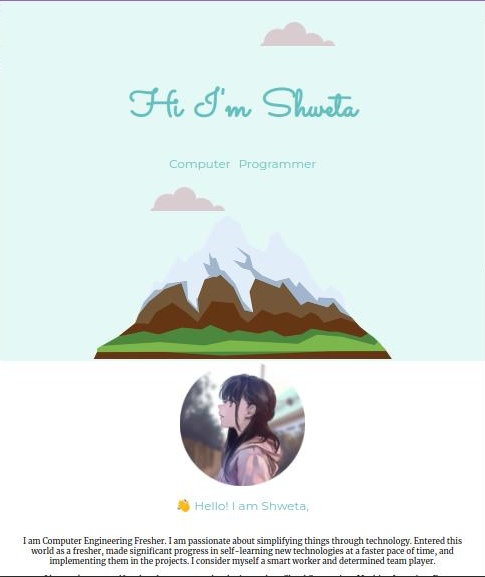 Hi I'm Shweta
Computer Programmer
👋 Hello! I am Shweta,
I am Computer Engineering Fresher. I am passionate about simplifying things through technology. Entered this
world as a fresher, made significant progress in self-learning new technologies at a faster pace of time, and
implementing them in the projects. I consider myself a smart worker and determined team player.